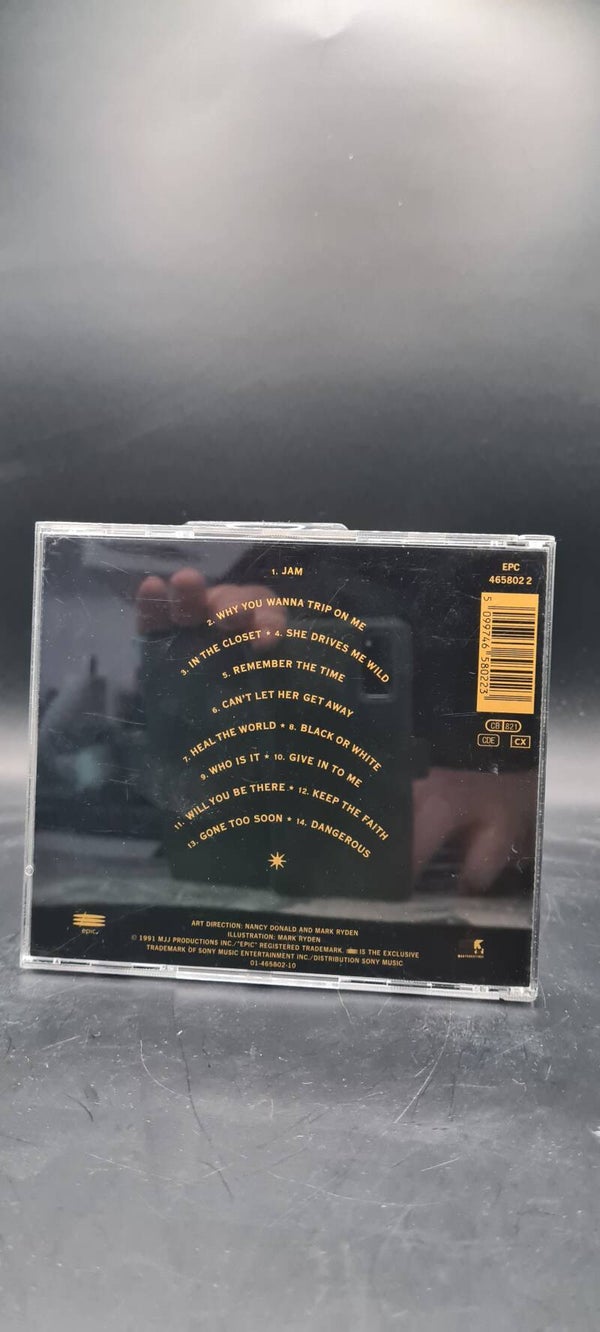 1. JAM
2. WHY YOU WANNA TRIP ON ME
3. IN THE CLOSET ★ 4. SHE DRIVES ME WILD
5. REMEMBER THE TIME
6. CAN'T LET HER GET AWAY
7. HEAL THE WORLD ★ 8. BLACK OR WHITE
9. WHO IS IT ★ 10. GIVE IN TO ME
11. WILL YOU BE THERE ★ 12. KEEP THE FAITH
13. GONE TOO SOON ★ 14. DANGEROUS
EPC
465802 2
5 099746 580223
CB 821
CDE CX
epic
ART DIRECTION: NANCY DONALD AND MARK RYDEN
ILLUSTRATION: MARK RYDEN
© 1991 MJJ PRODUCTIONS INC./"EPIC" REGISTERED TRADEMARK. IS THE EXCLUSIVE
TRADEMARK OF SONY MUSIC ENTERTAINMENT INC./DISTRIBUTION SONY MUSIC
01-465802-10